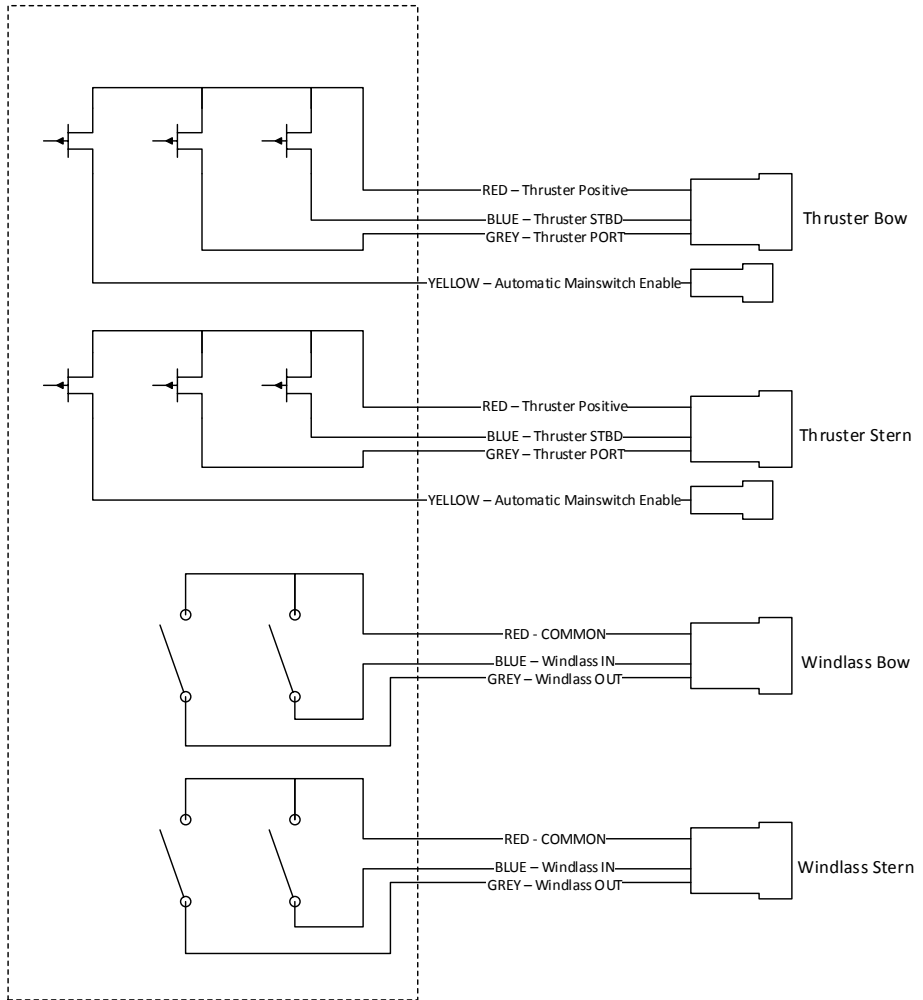 RED – Thruster Positive
BLUE – Thruster STBD
GREY – Thruster PORT
Thruster Bow
YELLOW – Automatic Mainswitch Enable
RED – Thruster Positive
BLUE – Thruster STBD
GREY – Thruster PORT
Thruster Stern
YELLOW – Automatic Mainswitch Enable
RED - COMMON
BLUE – Windlass IN
GREY – Windlass OUT
Windlass Bow
RED - COMMON
BLUE – Windlass IN
GREY – Windlass OUT
Windlass Stern